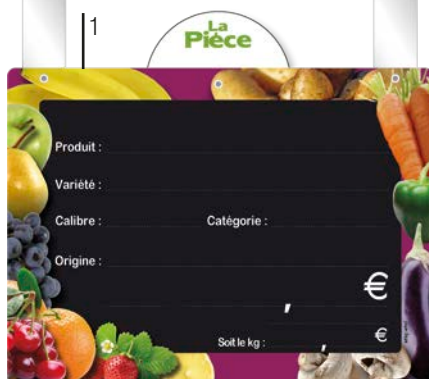 1
La
Pièce
Produit :
Variété :
Calibre : Catégorie :
Origine :
, €
Soit le kg : , €